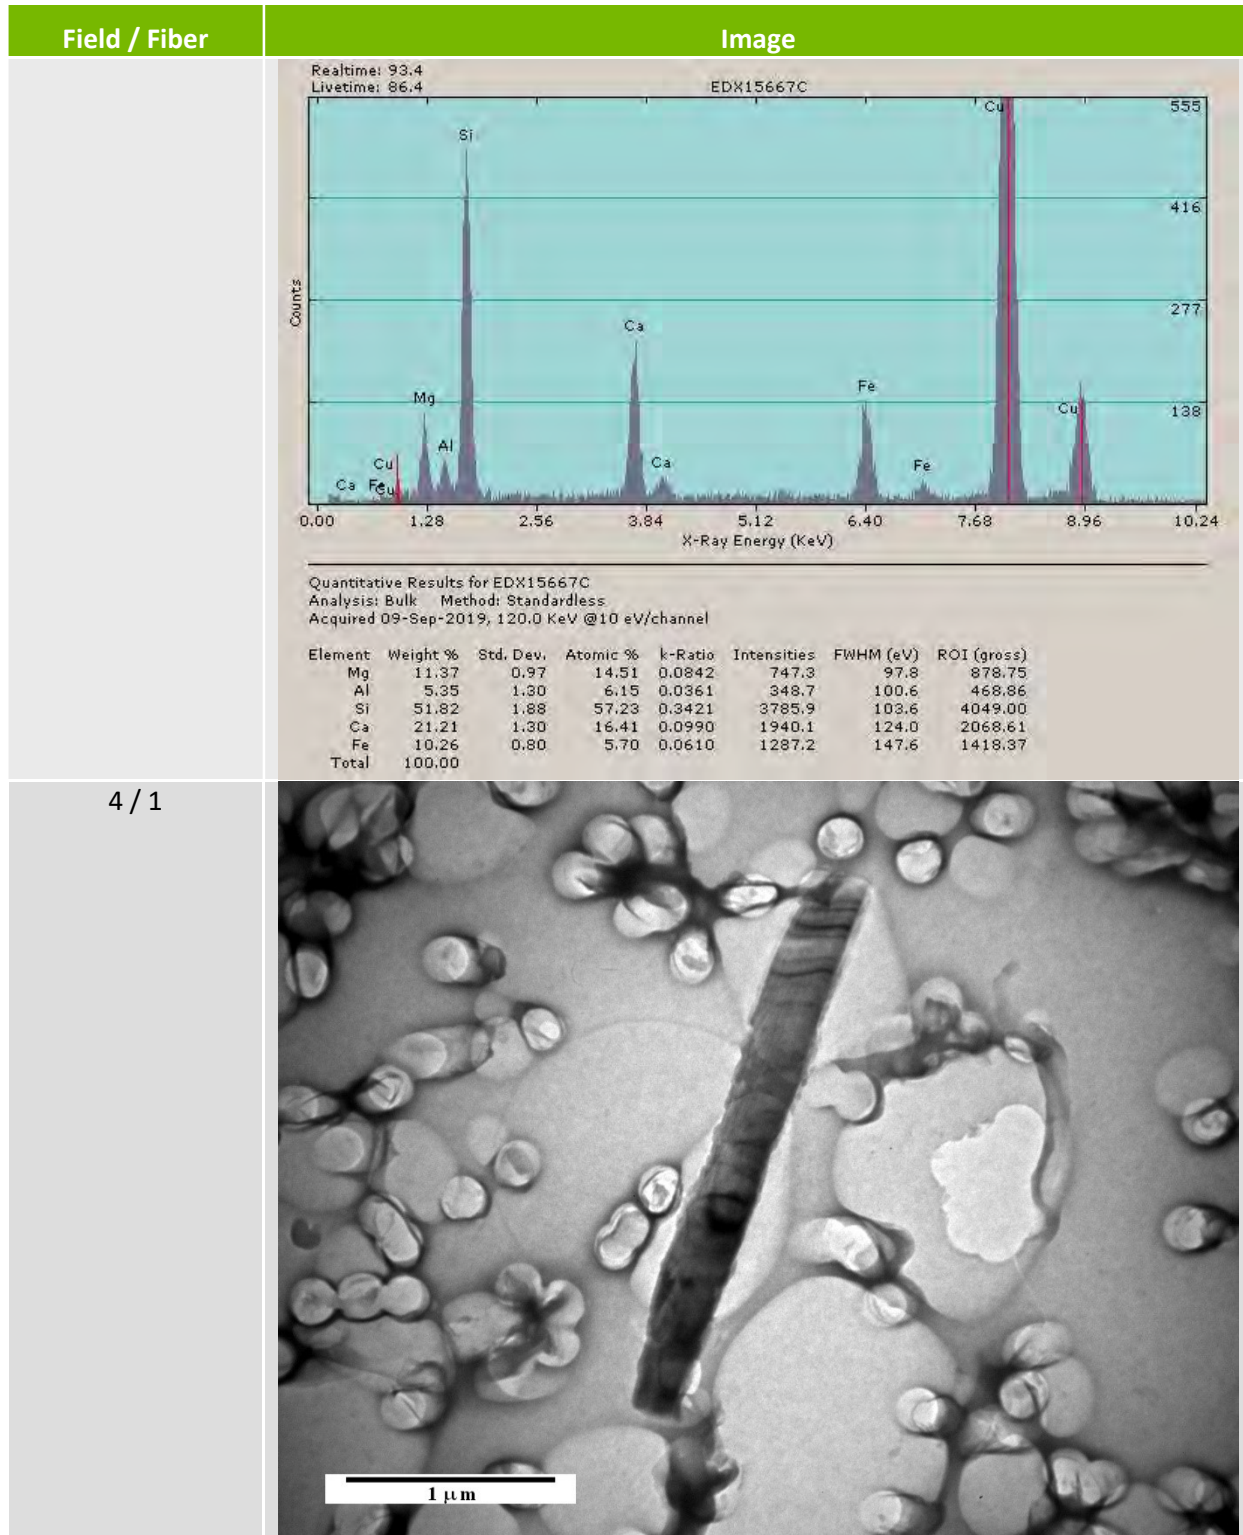 Field / Fiber Image
Realtime: 93.4
Livetime: 86.4 EDX15667C
555
Cu
Si
416
Counts
277
Ca
Fe
Mg
138
Cu
Al
Cu
Ca
Fe
Ca Fe
Cu
0.00 1.28 2.56 3.84 5.12 6.40 7.68 8.96 10.24
X-Ray Energy (KeV)
Quantitative Results for EDX15667C
Analysis: Bulk Method: Standardless
Acquired 09-Sep-2019, 120.0 KeV @10 eV/channel
Element Weight % Std. Dev. Atomic % k-Ratio Intensities FWHM (eV) ROI (gross)
Mg 11.37 0.97 14.51 0.0842 747.3 97.8 878.75
Al 5.35 1.30 6.15 0.0361 348.7 100.6 468.86
Si 51.82 1.88 57.23 0.3421 3785.9 103.6 4049.00
Ca 21.21 1.30 16.41 0.0990 1940.1 124.0 2068.61
Fe 10.26 0.80 5.70 0.0610 1287.2 147.6 1418.37
Total 100.00
4 / 1
1 μm